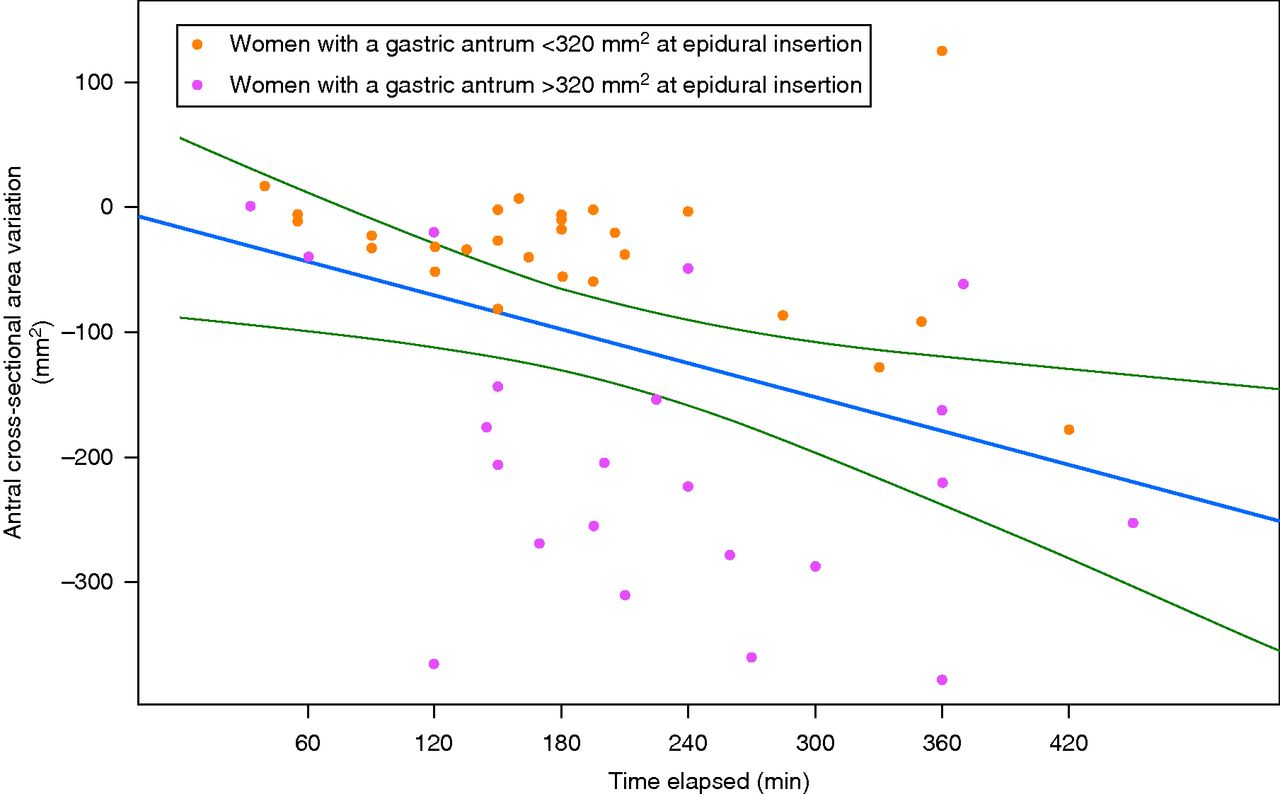 Women with a gastric antrum <320 mm² at epidural insertion
Women with a gastric antrum >320 mm² at epidural insertion
100
0
–100
–200
–300
Antral cross-sectional area variation
(mm²)
60 120 180 240 300 360 420
Time elapsed (min)